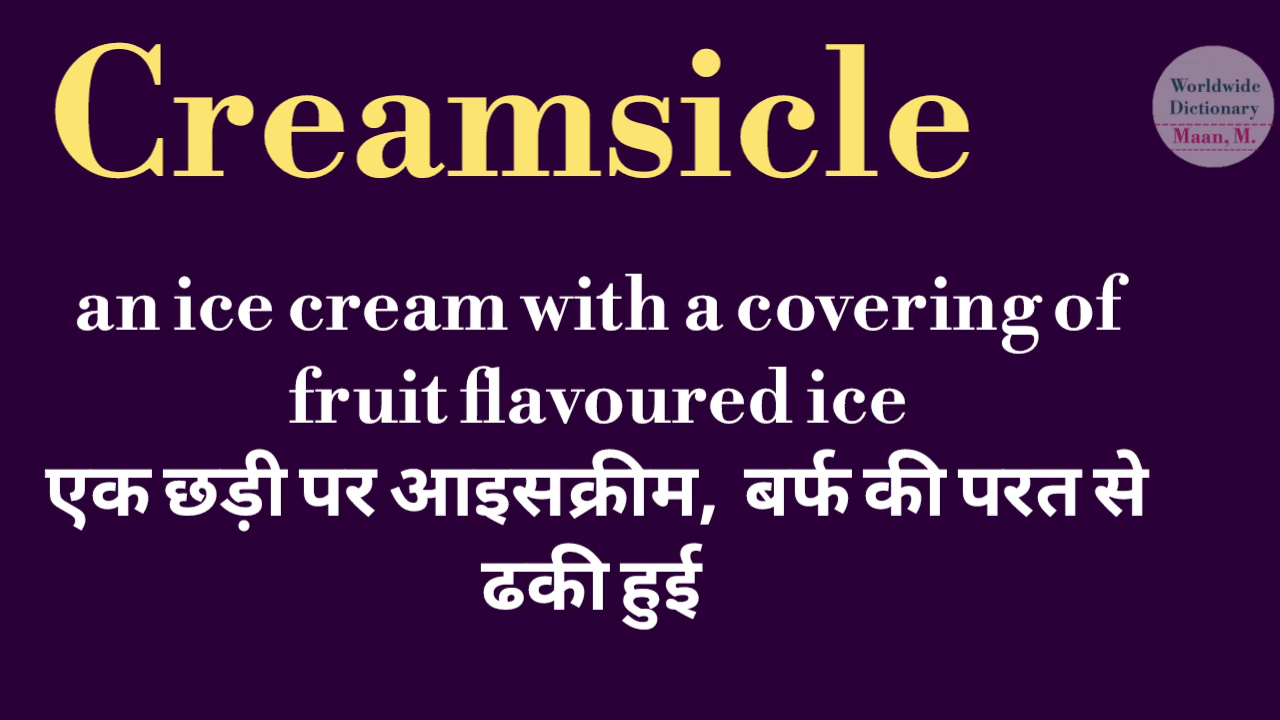 Creamsicle
Worldwide
Dictionary
Maan, M.
an ice cream with a covering of
fruit flavoured ice
एक छड़ी पर आइसक्रीम, बर्फ की परत से
ढकी हुई